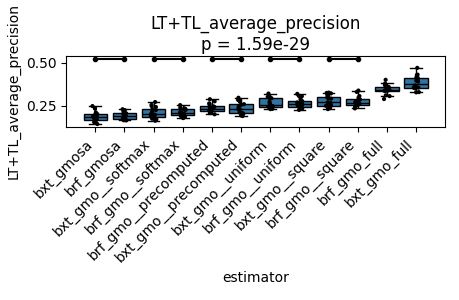 LT+TL_average_precision
p = 1.59e-29
LT+TL_average_precision
0.50
0.25
bxt_gmosa
brf_gmosa
bxt_gmo__softmax
brf_gmo__softmax
brf_gmo__precomputed
bxt_gmo__precomputed
bxt_gmo__uniform
brf_gmo__uniform
bxt_gmo__square
brf_gmo__square
brf_gmo_full
bxt_gmo_full
estimator